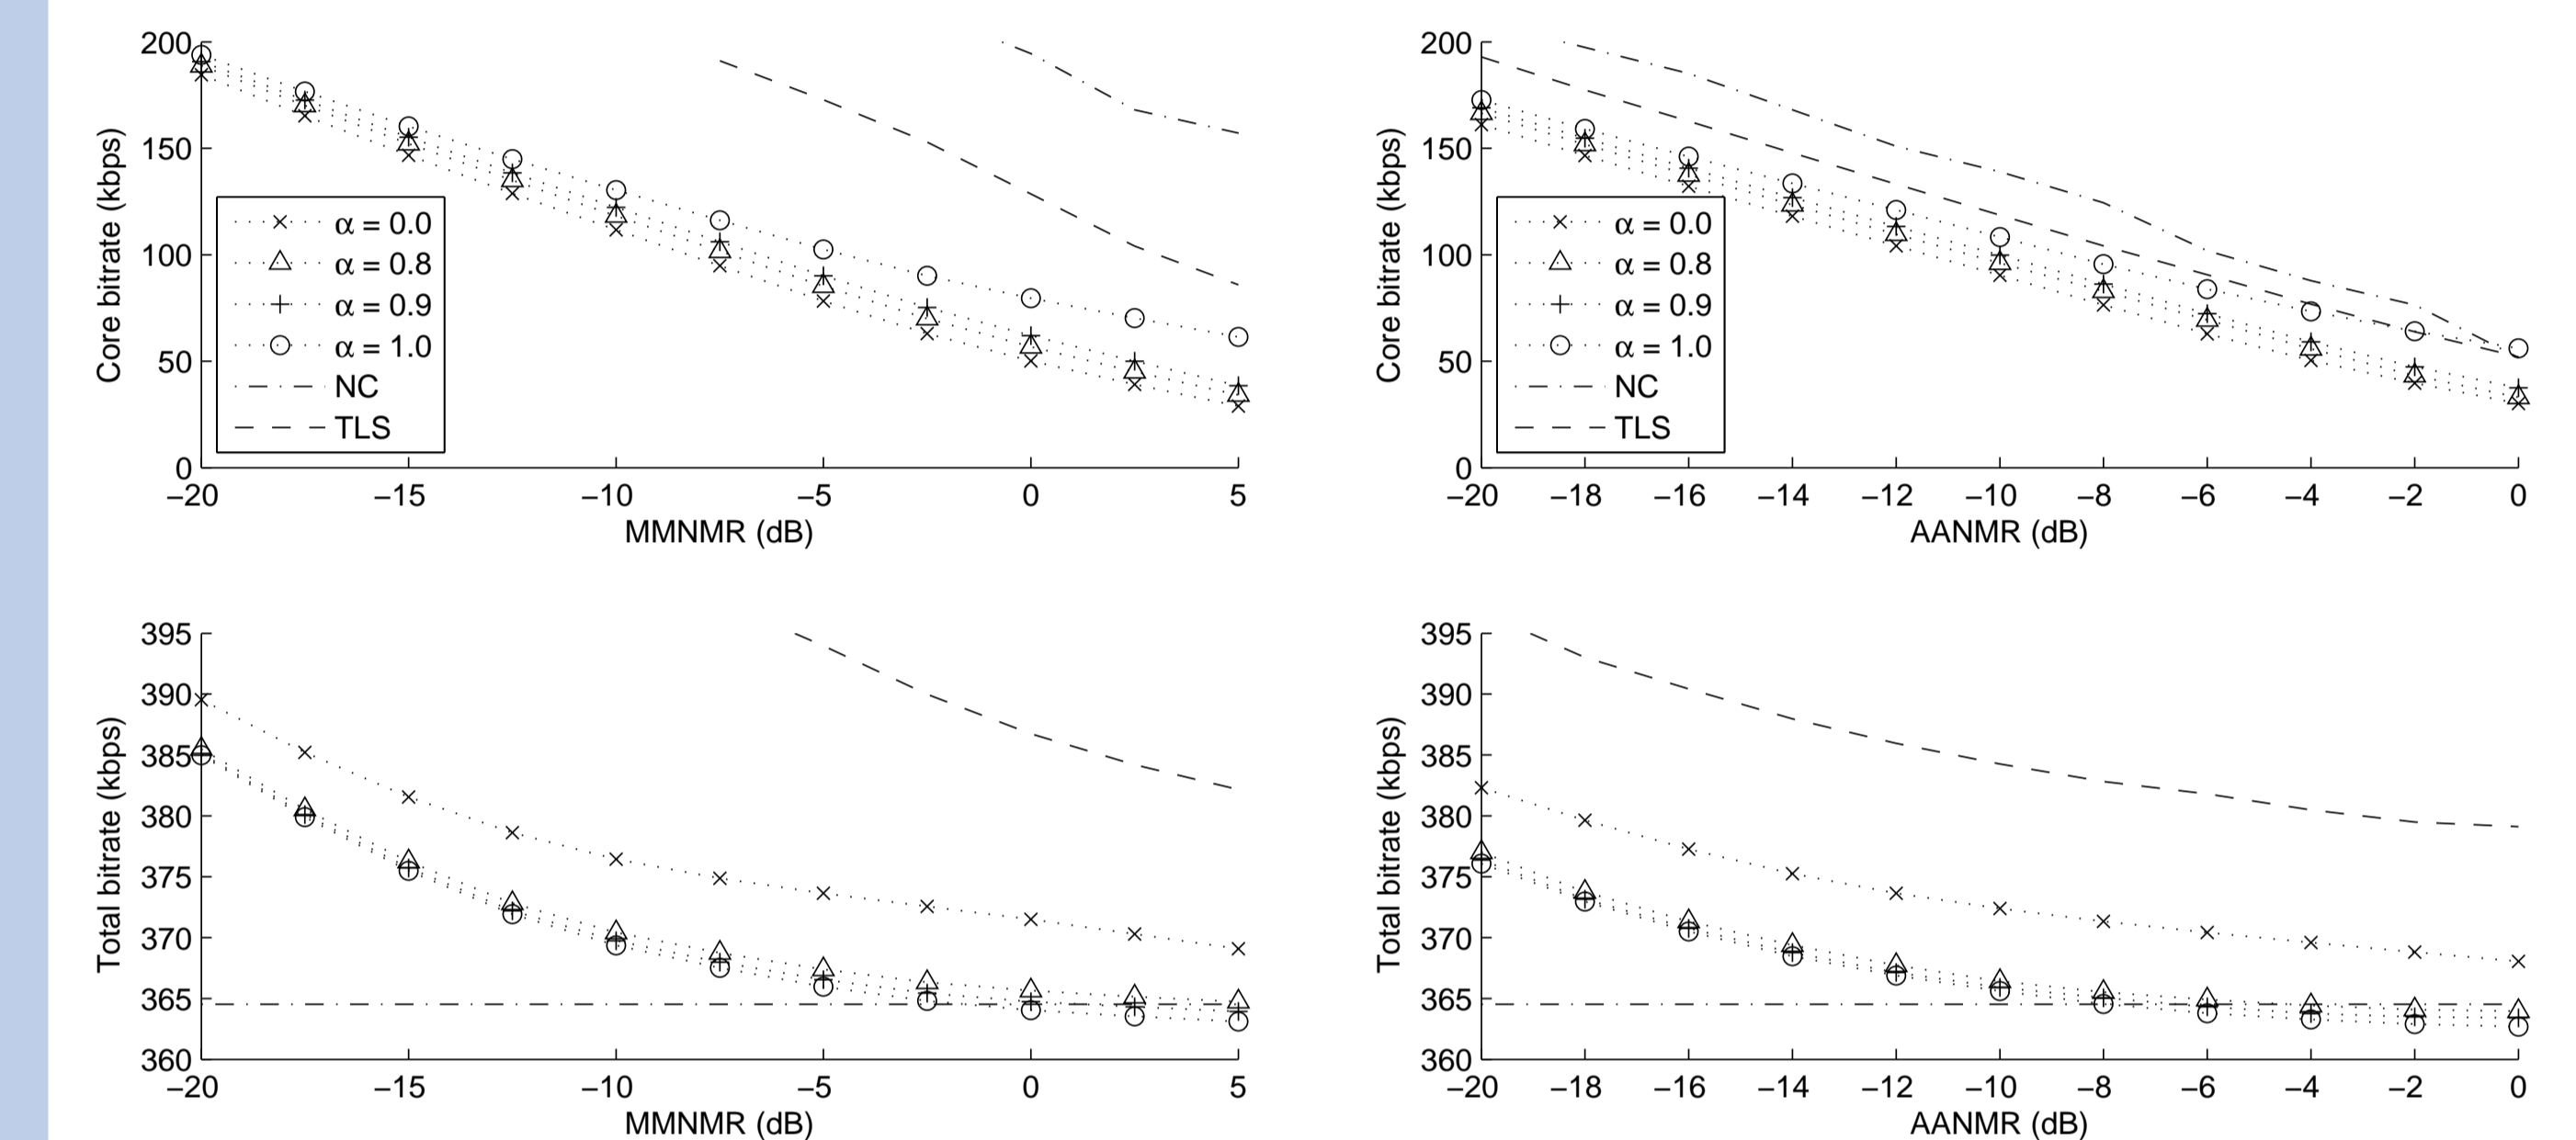 200
150
100
50
0
Core bitrate (kbps)
α = 0.0
α = 0.8
α = 0.9
α = 1.0
NC
TLS
−20 −15 −10 −5 0 5
MMNMR (dB)
200
150
100
50
0
Core bitrate (kbps)
α = 0.0
α = 0.8
α = 0.9
α = 1.0
NC
TLS
−20 −18 −16 −14 −12 −10 −8 −6 −4 −2 0
AANMR (dB)
395
390
385
380
375
370
365
360
Total bitrate (kbps)
−20 −15 −10 −5 0 5
MMNMR (dB)
395
390
385
380
375
370
365
360
Total bitrate (kbps)
−20 −18 −16 −14 −12 −10 −8 −6 −4 −2 0
AANMR (dB)